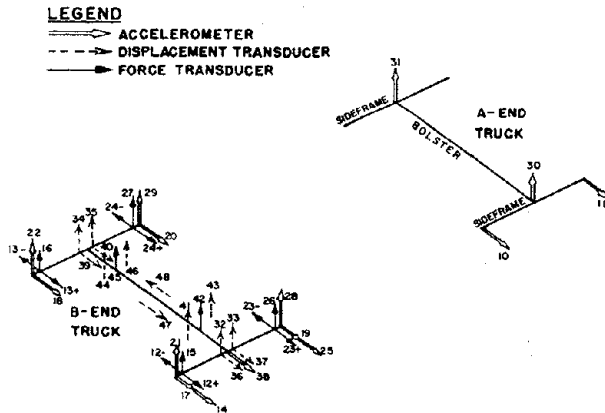 LEGEND
ACCELEROMETER
DISPLACEMENT TRANSDUCER
FORCE TRANSDUCER
31
SIDEFRAME
A-END
TRUCK
BOLSTER
30
SIDEFRAME
11
10
27 29
34 35 24-
22
20
24+
13- 16
40
39 45 46
44
48
13+
18
B-END
TRUCK
47
41 42 43
23- 26 28
32 33
19
23+ 25
21
12- 15
37
36 38
12+
17 14